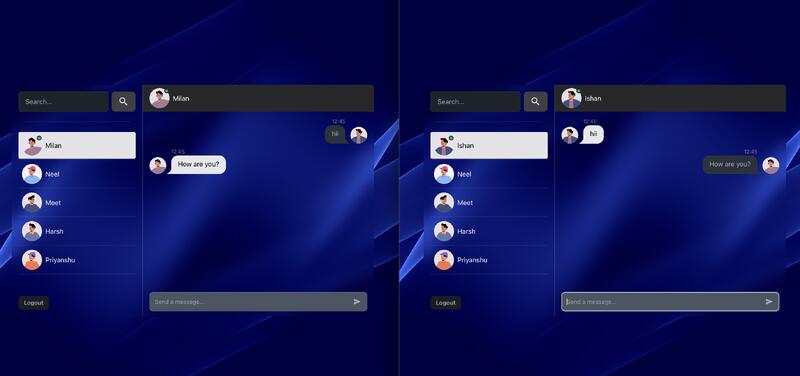 Search...
Milan
Neel
Meet
Harsh
Priyanshu
Logout
Milan
12:45
hii
12:45
How are you?
Send a message...
Search...
Ishan
Neel
Meet
Harsh
Priyanshu
Logout
Ishan
12:45
hii
12:45
How are you?
Send a message...